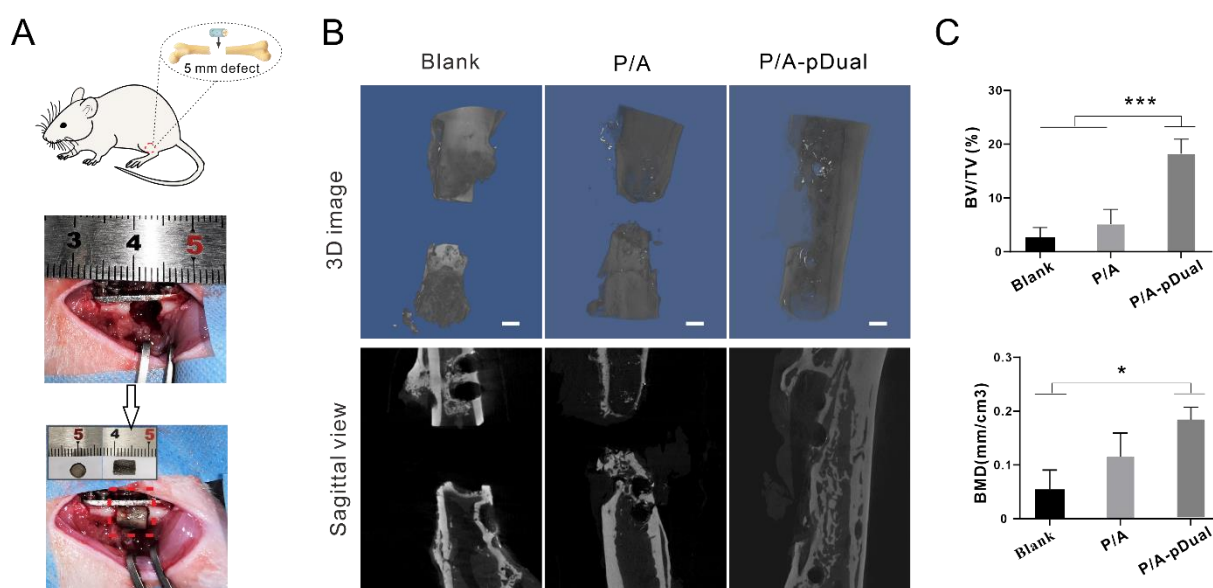 A
5 mm defect
3 4 5
5 4 5
B
Blank P/A P/A-pDual
3D image
Sagittal view
C
BV/TV (%)
30
20
10
0
***
Blank P/A P/A-pDual
BMD(mm/cm3)
0.3
0.2
0.1
0.0
*
Blank P/A P/A-pDual